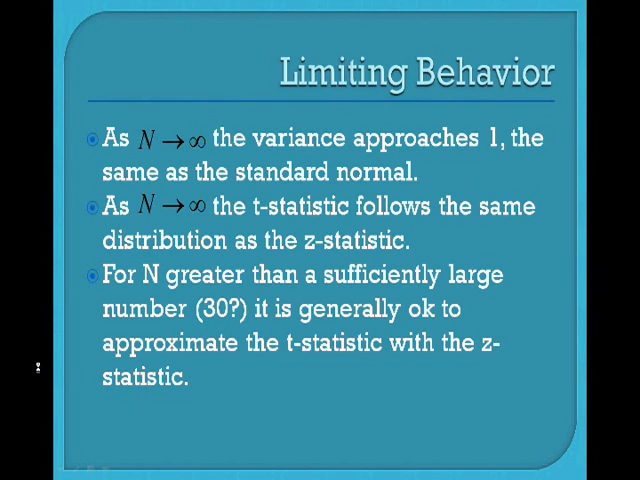 Limiting Behavior
As N → ∞ the variance approaches 1, the
same as the standard normal.
As N → ∞ the t-statistic follows the same
distribution as the z-statistic.
For N greater than a sufficiently large
number (30?) it is generally ok to
approximate the t-statistic with the z-
statistic.